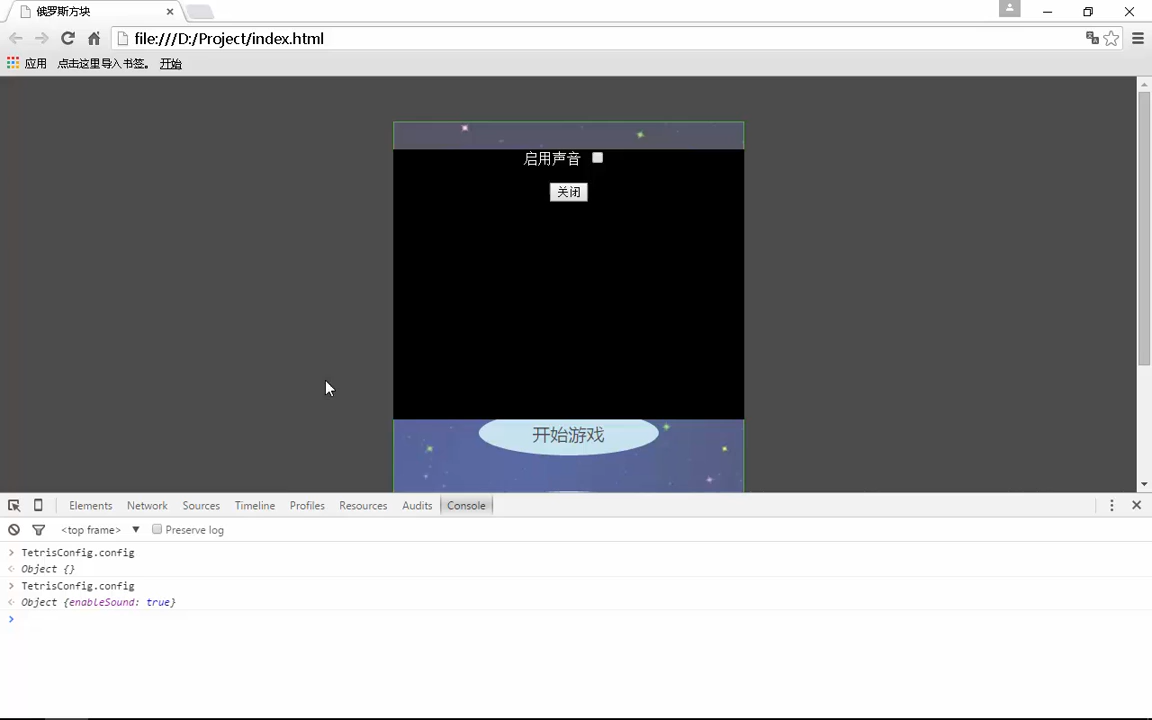 俄罗斯方块
file:///D:/Project/index.html
应用 点击这里导入书签。 开始
启用声音
关闭
开始游戏
Elements Network Sources Timeline Profiles Resources Audits Console
<top frame> ▼ Preserve log
> TetrisConfig.config
Object {}
> TetrisConfig.config
Object {enableSound: true}
>